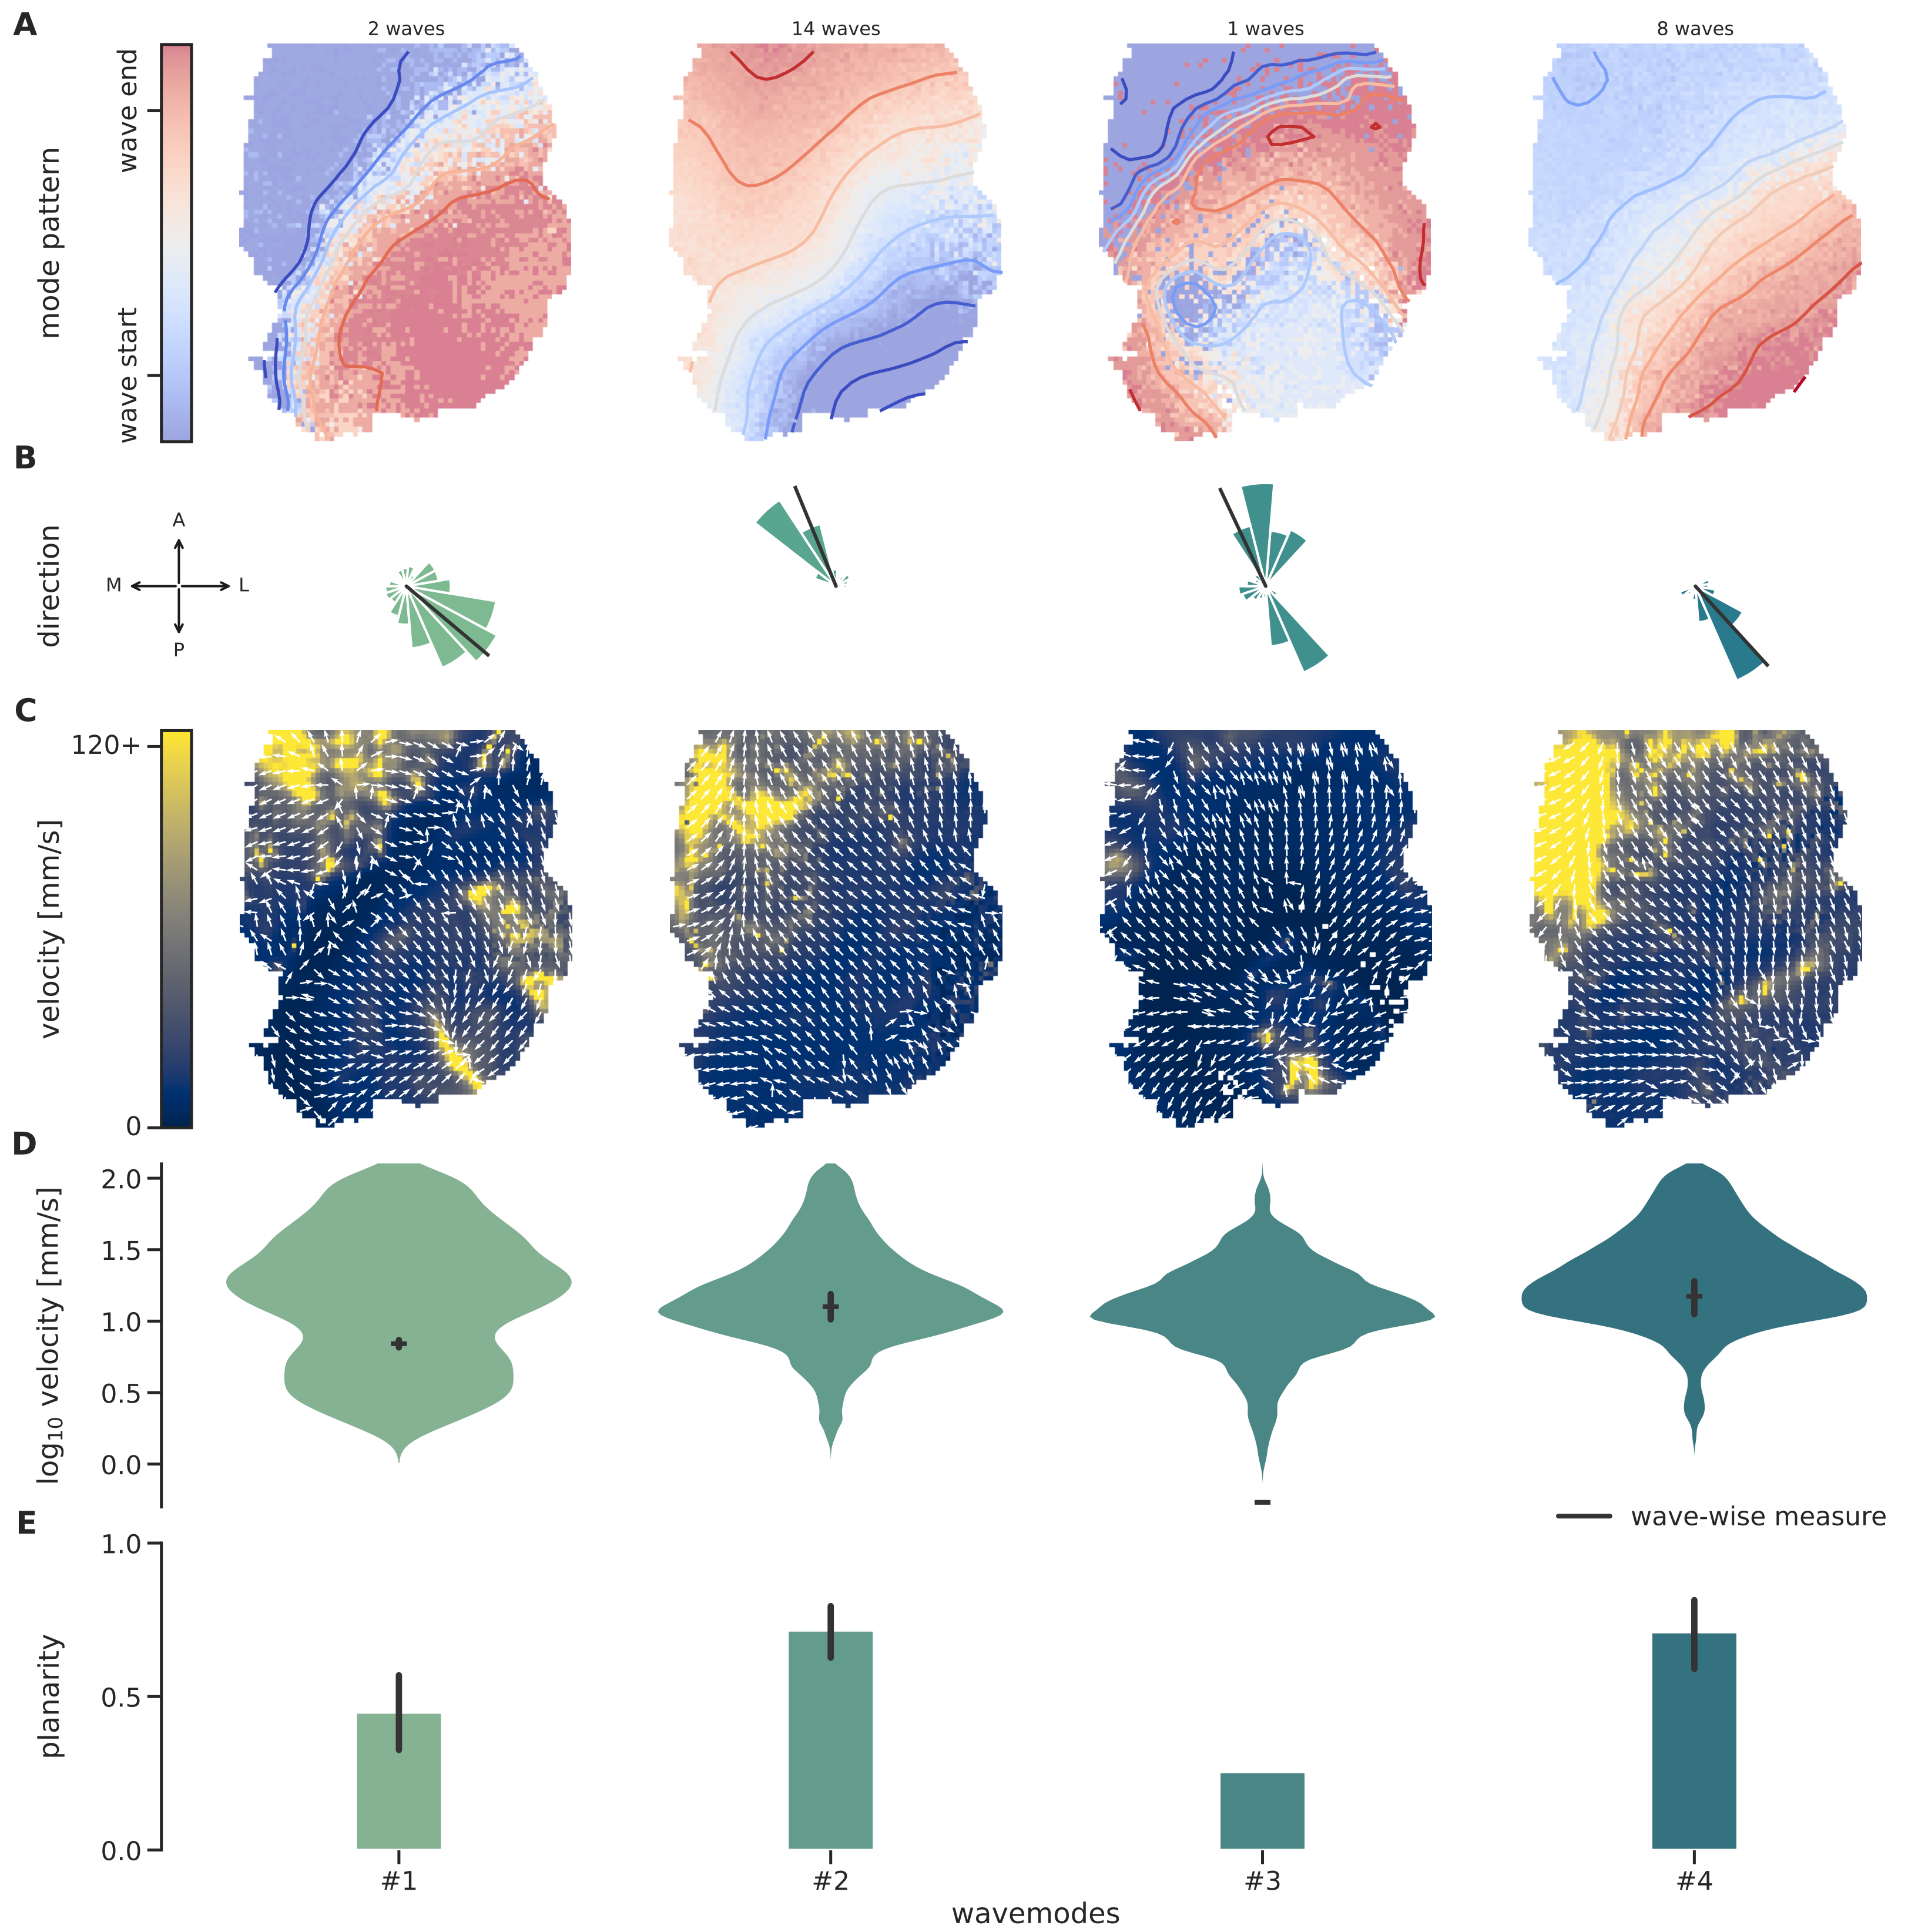 A
2 waves
14 waves
1 waves
8 waves
mode pattern
wave end
wave start
B
direction
A
M
L
P
C
velocity [mm/s]
120+
0
D
log₁₀ velocity [mm/s]
2.0
1.5
1.0
0.5
0.0
wave-wise measure
E
planarity
1.0
0.5
0.0
#1
#2
#3
#4
wavemodes